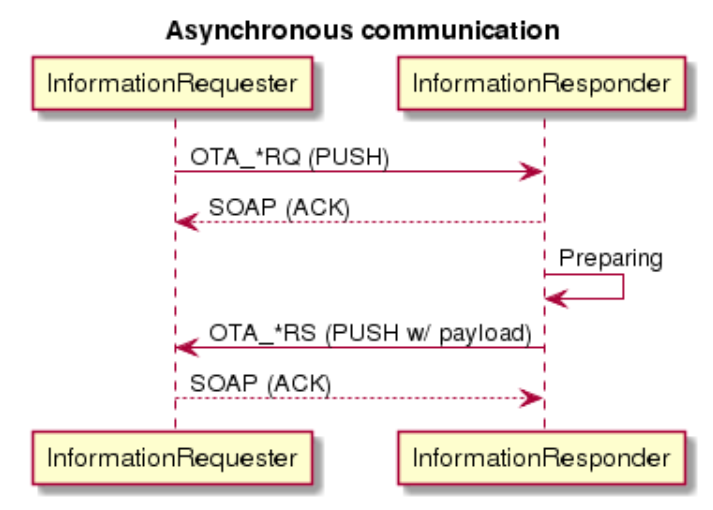 Asynchronous communication
InformationRequester
InformationResponder
OTA_*RQ (PUSH)
SOAP (ACK)
Preparing
OTA_*RS (PUSH w/ payload)
SOAP (ACK)
InformationRequester
InformationResponder